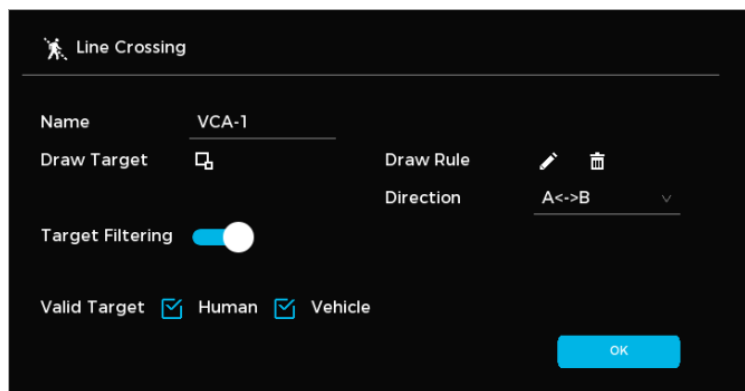 Line Crossing
Name VCA-1
Draw Target Draw Rule
Direction A<->B
Target Filtering
Valid Target Human Vehicle
OK